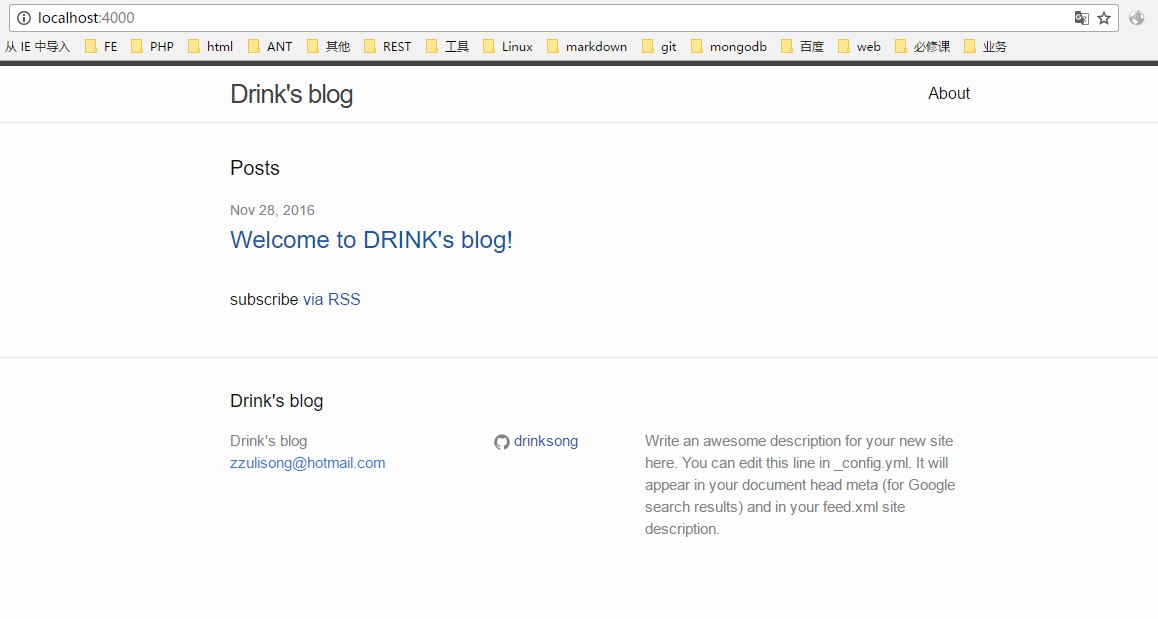 localhost:4000
从 IE 中导入 FE PHP html ANT 其他 REST 工具 Linux markdown git mongodb 百度 web 必修课 业务
Drink's blog About
Posts
Nov 28, 2016
Welcome to DRINK's blog!
subscribe via RSS
Drink's blog
Drink's blog
zzulisong@hotmail.com
drinksong
Write an awesome description for your new site
here. You can edit this line in _config.yml. It will
appear in your document head meta (for Google
search results) and in your feed.xml site
description.